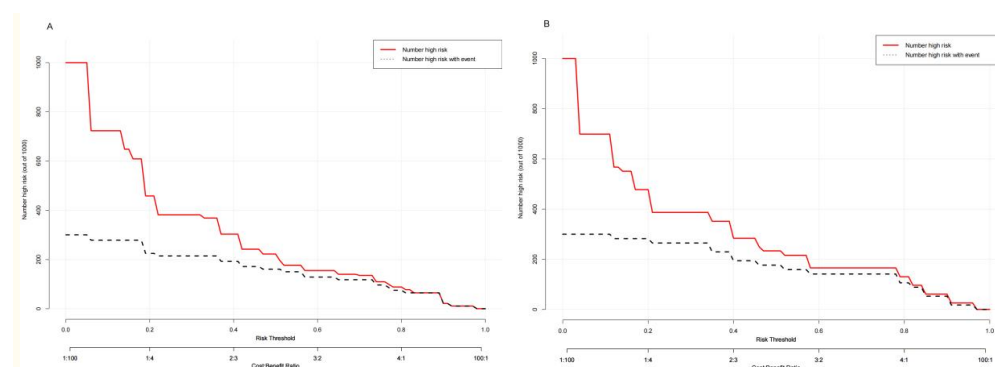 A
Number high risk
Number high risk with event
Number high risk (out of 1000)
1000
800
600
400
200
0
0.0 0.2 0.4 0.6 0.8 1.0
Risk Threshold
1:100 1:4 2:3 3:2 4:1 100:1
Cost:Benefit Ratio
B
Number high risk
Number high risk with event
Number high risk (out of 1000)
1000
800
600
400
200
0
0.0 0.2 0.4 0.6 0.8 1.0
Risk Threshold
1:100 1:4 2:3 3:2 4:1 100:1
Cost:Benefit Ratio